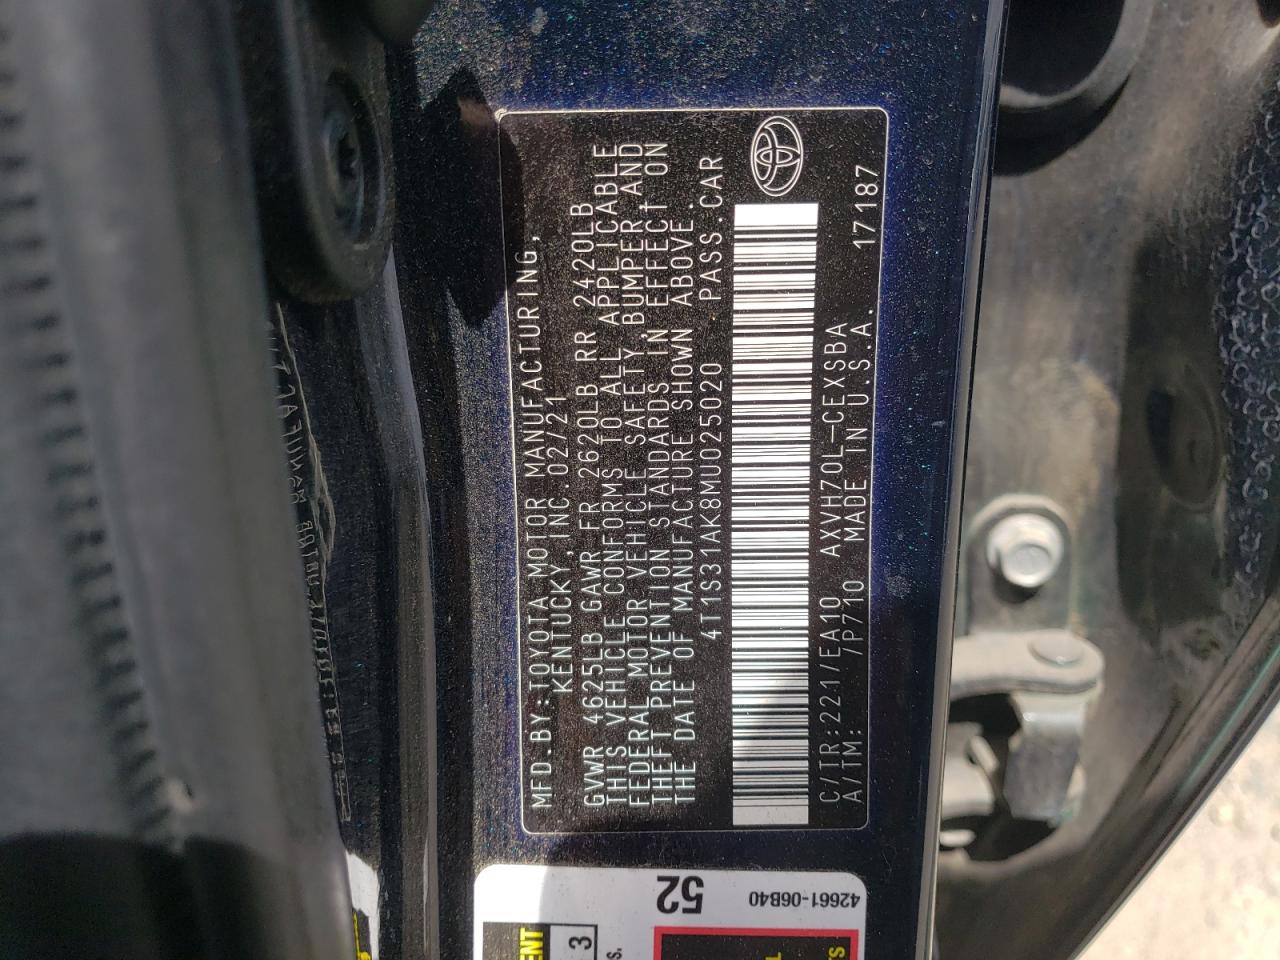 MFD.BY:TOYOTA MOTOR MANUFACTURING,
KENTUCKY,INC.02/21
GVWR 4625LB GAWR FR 2620LB RR 2420LB
THIS VEHICLE CONFORMS TO ALL APPLICABLE
FEDERAL MOTOR VEHICLE SAFETY,BUMPER AND
THEFT PREVENTION STANDARDS IN EFFECT ON
THE DATE OF MANUFACTURE SHOWN ABOVE.
4T1S31AK8MU025020 PASS.CAR
C/TR:221/EA10 AXVH70L-CEXSBA
A/TM: /P710 MADE IN U.S.A. 17187
52
42661-06B40
3